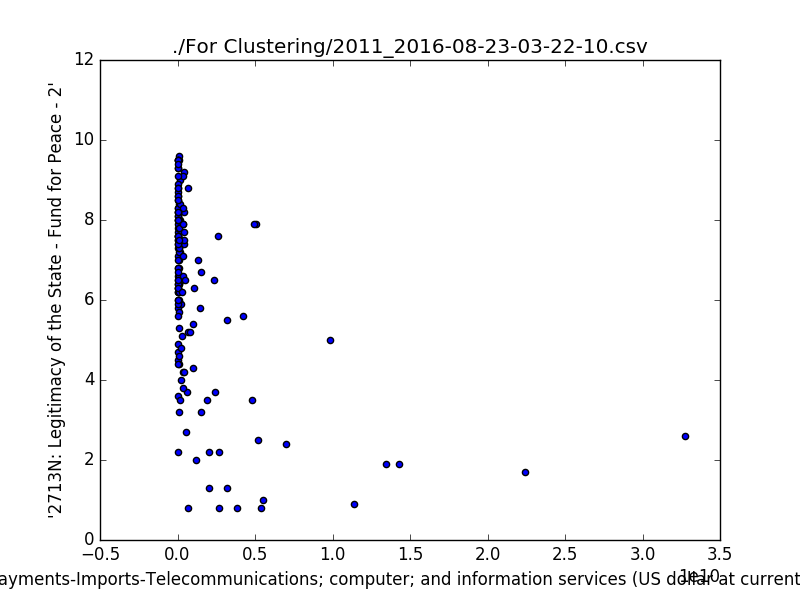 ./For Clustering/2011_2016-08-23-03-22-10.csv
'2713N: Legitimacy of the State - Fund for Peace - 2'
12
10
8
6
4
2
0
−0.5 0.0 0.5 1.0 1.5 2.0 2.5 3.0 3.5
1e10
ayments-Imports-Telecommunications; computer; and information services (US dollar at current